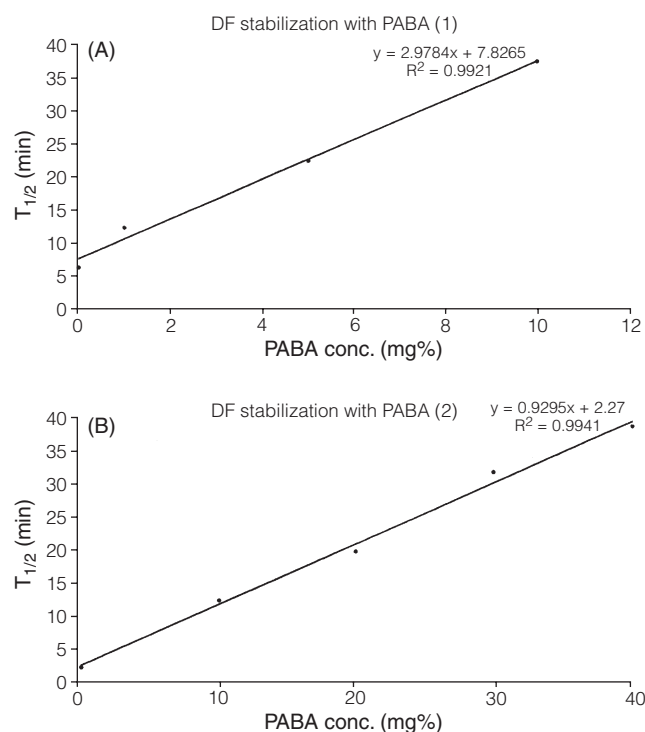 DF stabilization with PABA (1)
(A)
y = 2.9784x + 7.8265
R² = 0.9921
40
35
30
25
20
15
10
5
0
T1/2 (min)
0 2 4 6 8 10 12
PABA conc. (mg%)
DF stabilization with PABA (2)
(B)
y = 0.9295x + 2.27
R² = 0.9941
40
35
30
25
20
15
10
5
0
T1/2 (min)
0 10 20 30 40
PABA conc. (mg%)